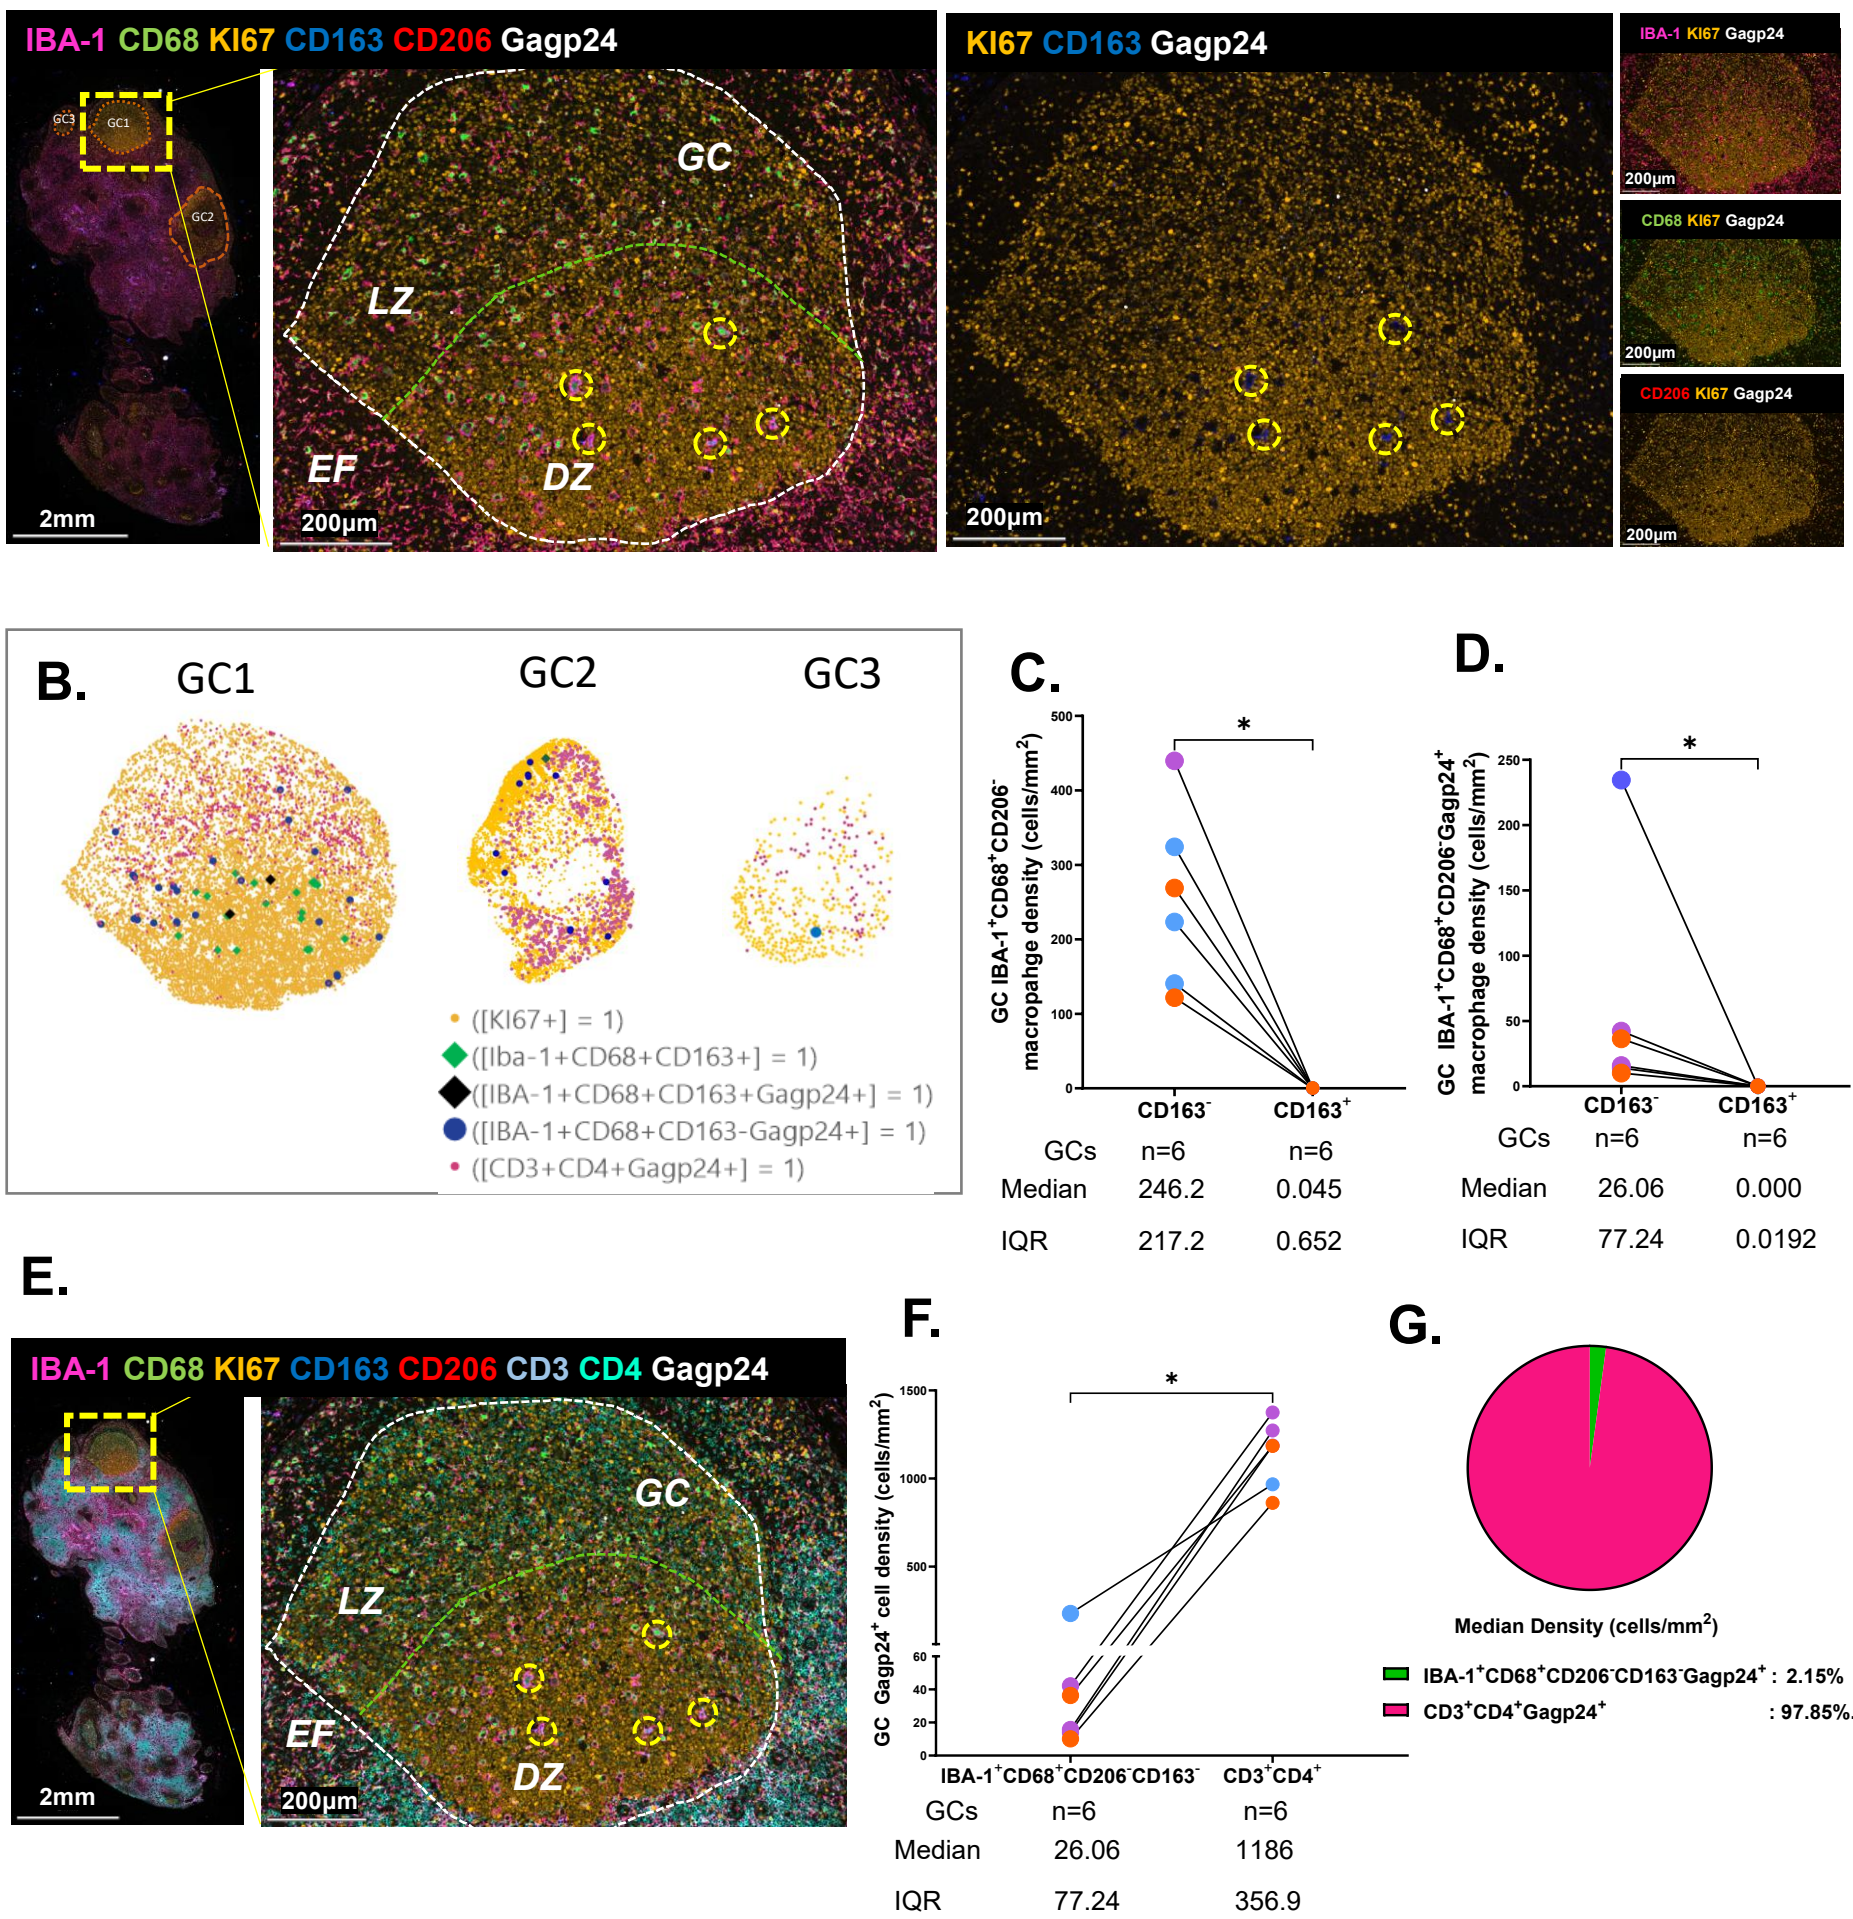 IBA-1 CD68 KI67 CD163 CD206 Gagp24
GC3
GC1
GC2
2mm
GC
LZ
EF
DZ
200µm
KI67 CD163 Gagp24
200µm
IBA-1 KI67 Gagp24
200µm
CD68 KI67 Gagp24
200µm
CD206 KI67 Gagp24
200µm
B.
GC1
GC2
GC3
([KI67+] = 1)
([Iba-1+CD68+CD163+] = 1)
([IBA-1+CD68+CD163+Gagp24+] = 1)
([IBA-1+CD68+CD163-Gagp24+] = 1)
([CD3+CD4+Gagp24+] = 1)
C.
GC IBA-1+CD68+CD206-
macropahge density (cells/mm2)
500
400
300
200
100
0
*
CD163- CD163+
GCs n=6 n=6
Median 246.2 0.045
IQR 217.2 0.652
D.
GC IBA-1+CD68+CD206-Gagp24+
macrophage density (cells/mm2)
250
200
150
100
50
0
*
CD163- CD163+
GCs n=6 n=6
Median 26.06 0.000
IQR 77.24 0.0192
E.
IBA-1 CD68 KI67 CD163 CD206 CD3 CD4 Gagp24
2mm
GC
LZ
EF
DZ
200µm
F.
GC Gagp24+ cell density (cells/mm2)
1500
1000
500
60
40
20
0
*
IBA-1+CD68+CD206-CD163- CD3+CD4+
GCs n=6 n=6
Median 26.06 1186
IQR 77.24 356.9
G.
Median Density (cells/mm2)
IBA-1+CD68+CD206-CD163-Gagp24+ : 2.15%
CD3+CD4+Gagp24+ : 97.85%.